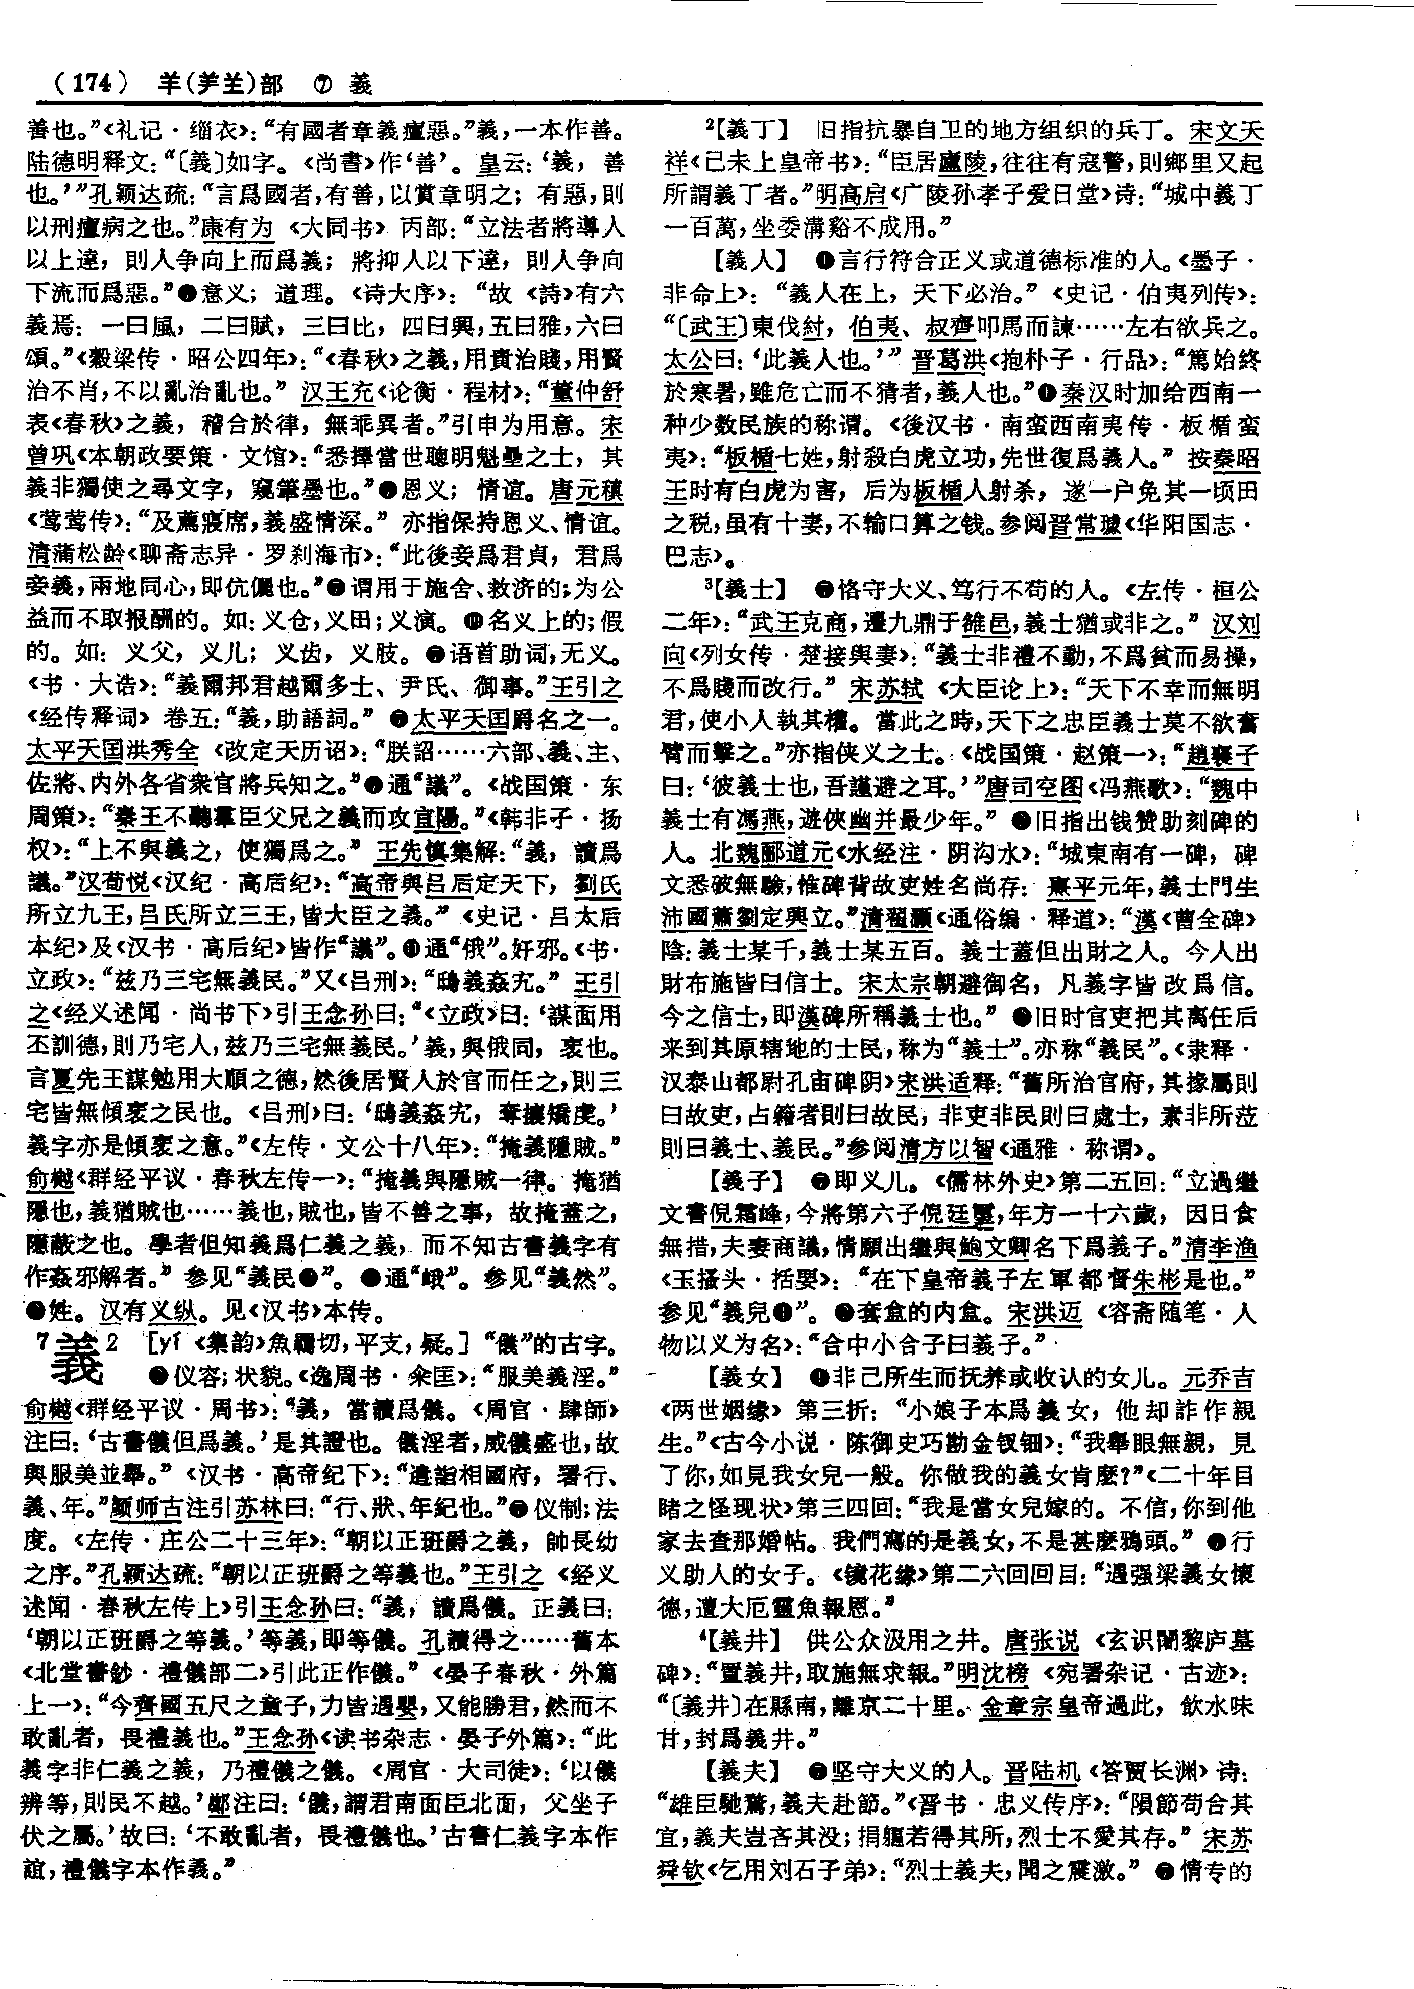 （174） 羊(⺶𦍌)部 ⑦ 義
善也。”《礼记·缁衣》：“有國者章義癉惡。”義，一本作善。
陆德明释文：“〔義〕如字。《尚書》作‘善’。皇云：‘義，善
也。’”孔颖达疏：“言爲國者，有善，以賞章明之；有惡，則
以刑癉病之也。”康有为《大同书》丙部：“立法者將導人
以上達，則人争向上而爲義；將抑人以下達，則人争向
下流而爲惡。”●意义；道理。《诗大序》：“故《詩》有六
義焉：一曰風，二曰賦，三曰比，四曰興，五曰雅，六曰
頌。”《穀梁传·昭公四年》：“《春秋》之義，用貴治賤，用賢
治不肖，不以亂治亂也。”汉王充《论衡·程材》：“董仲舒
表《春秋》之義，稽合於律，無乖異者。”引申为用意。宋
曾巩《本朝政要策·文馆》：“悉擇當世聰明魁壘之士，其
義非獨使之尋文字，窺筆墨也。”●恩义；情谊。唐元稹
《莺莺传》：“及薦寢席，義盛情深。”亦指保持恩义、情谊。
清蒲松龄《聊斋志异·罗刹海市》：“此後妾爲君貞，君爲
妾義，兩地同心，即伉儷也。”●谓用于施舍、救济的；为公
益而不取报酬的。如：义仓，义田；义演。●名义上的；假
的。如：义父，义儿；义齿，义肢。●语首助词，无义。
《书·大诰》：“義爾邦君越爾多士、尹氏、御事。”王引之
《经传释词》卷五：“義，助語詞。”●太平天国爵名之一。
太平天国洪秀全《改定天历诏》：“朕詔……六部、義、主、
佐將、内外各省衆官將兵知之。”●通“議”。《战国策·东
周策》：“秦王不聽羣臣父兄之義而攻宜陽。”《韩非子·扬
权》：“上不與義之，使獨爲之。”王先慎集解：“義，讀爲
議。”汉荀悦《汉纪·高后纪》：“高帝與吕后定天下，劉氏
所立九王，吕氏所立三王，皆大臣之義。”《史记·吕太后
本纪》及《汉书·高后纪》皆作“議”。●通“俄”。奸邪。《书·
立政》：“兹乃三宅無義民。”又《吕刑》：“鴟義姦宄。”王引
之《经义述闻·尚书下》引王念孙曰：“《立政》曰：‘謀面用
丕訓德，則乃宅人，兹乃三宅無義民。’義，與俄同，衺也。
言夏先王謀勉用大順之德，然後居賢人於官而任之，則三
宅皆無傾衺之民也。《吕刑》曰：‘鴟義姦宄，奪攘矯虔。’
義字亦是傾衺之意。”《左传·文公十八年》：“掩義隱賊。”
俞樾《群经平议·春秋左传一》：“掩義與隱賊一律。掩猶
隱也，義猶賊也……義也，賊也，皆不善之事，故掩蓋之，
隱蔽之也。學者但知義爲仁義之義，而不知古書義字有
作姦邪解者。”参见“義民●”。●通“峨”。参见“義然”。
●姓。汉有义纵。见《汉书》本传。
7義2 [yí《集韵》魚羈切，平支，疑。]“儀”的古字。
●仪容；状貌。《逸周书·籴匡》：“服美義淫。”
俞樾《群经平议·周书》：“義，當讀爲儀。《周官·肆師》
注曰：‘古書儀但爲義。’是其證也。儀淫者，威儀盛也，故
與服美並舉。”《汉书·高帝纪下》：“遣詣相國府，署行、
義、年。”颜师古注引苏林曰：“行、狀、年紀也。”●仪制；法
度。《左传·庄公二十三年》：“朝以正班爵之義，帥長幼
之序。”孔颖达疏：“朝以正班爵之等義也。”王引之《经义
述闻·春秋左传上》引王念孙曰：“義，讀爲儀。正義曰：
‘朝以正班爵之等義。’等義，即等儀。孔讀得之……舊本
《北堂書鈔·禮儀部二》引此正作儀。”《晏子春秋·外篇
上一》：“今齊國五尺之童子，力皆過嬰，又能勝君，然而不
敢亂者，畏禮義也。”王念孙《读书杂志·晏子外篇》：“此
義字非仁義之義，乃禮儀之儀。《周官·大司徒》：‘以儀
辨等，則民不越。’鄭注曰：‘儀，謂君南面臣北面，父坐子
伏之屬。’故曰：‘不敢亂者，畏禮儀也。’古書仁義字本作
誼，禮儀字本作義。”
2【義丁】 旧指抗暴自卫的地方组织的兵丁。宋文天
祥《己未上皇帝书》：“臣居廬陵，往往有寇警，則鄉里又起
所謂義丁者。”明高启《广陵孙孝子爱日堂》诗：“城中義丁
一百萬，坐委溝谿不成用。”
【義人】 ●言行符合正义或道德标准的人。《墨子·
非命上》：“義人在上，天下必治。”《史记·伯夷列传》：
“〔武王〕東伐紂，伯夷、叔齊叩馬而諫……左右欲兵之。
太公曰：‘此義人也。’”晋葛洪《抱朴子·行品》：“篤始終
於寒暑，雖危亡而不猜者，義人也。”●秦汉时加给西南一
种少数民族的称谓。《後汉书·南蛮西南夷传·板楯蛮
夷》：“板楯七姓，射殺白虎立功，先世復爲義人。”按秦昭
王时有白虎为害，后为板楯人射杀，遂一户免其一顷田
之税，虽有十妻，不输口算之钱。参阅晋常璩《华阳国志·
巴志》。
3【義士】 ●恪守大义、笃行不苟的人。《左传·桓公
二年》：“武王克商，遷九鼎于雒邑，義士猶或非之。”汉刘
向《列女传·楚接舆妻》：“義士非禮不動，不爲貧而易操，
不爲賤而改行。”宋苏轼《大臣论上》：“天下不幸而無明
君，使小人執其權。當此之時，天下之忠臣義士莫不欲奮
臂而擊之。”亦指侠义之士。《战国策·赵策一》：“趙襄子
曰：‘彼義士也，吾謹避之耳。’”唐司空图《冯燕歌》：“魏中
義士有馮燕，遊俠幽并最少年。”●旧指出钱赞助刻碑的
人。北魏郦道元《水经注·阴沟水》：“城東南有一碑，碑
文悉破無驗，惟碑背故吏姓名尚存：熹平元年，義士門生
沛國蕭劉定興立。”清翟灝《通俗编·释道》：“漢《曹全碑》
陰：義士某千，義士某五百。義士蓋但出財之人。今人出
財布施皆曰信士。宋太宗朝避御名，凡義字皆改爲信。
今之信士，即漢碑所稱義士也。”●旧时官吏把其离任后
来到其原辖地的士民，称为“義士”。亦称“義民”。《隶释·
汉泰山都尉孔宙碑阴》宋洪适释：“舊所治官府，其掾屬則
曰故吏，占籍者則曰故民，非吏非民則曰處士，素非所蒞
則曰義士、義民。”参阅清方以智《通雅·称谓》。
【義子】 ●即义儿。《儒林外史》第二五回：“立過继
文書倪霜峰，今將第六子倪廷璽，年方一十六歲，因日食
無措，夫妻商議，情願出继與鮑文卿名下爲義子。”清李渔
《玉搔头·括婴》：“在下皇帝義子左軍都督朱彬是也。”
参见“義兒●”。●套盒的内盒。宋洪迈《容斋随笔·人
物以义为名》：“合中小合子曰義子。”
【義女】 ●非己所生而抚养或收认的女儿。元乔吉
《两世姻缘》第三折：“小娘子本爲義女，他却詐作親
生。”《古今小说·陈御史巧勘金钗钿》：“我舉眼無親，見
了你，如見我女兒一般。你做我的義女肯麽？”《二十年目
睹之怪现状》第三四回：“我是當女兒嫁的。不信，你到他
家去查那婚帖。我們寫的是義女，不是甚麽鴉頭。”●行
义助人的女子。《镜花缘》第二六回回目：“遇强梁義女懷
德，遭大厄靈魚報恩。”
4【義井】 供公众汲用之井。唐张说《玄识闍黎庐墓
碑》：“置義井，取施無求報。”明沈榜《宛署杂记·古迹》：
“〔義井〕在縣南，離京二十里。金章宗皇帝過此，飲水味
甘，封爲義井。”
【義夫】 ●坚守大义的人。晋陆机《答贾长渊》诗：
“雄臣馳騖，義夫赴節。”《晋书·忠义传序》：“隕節苟合其
宜，義夫豈吝其没；捐軀若得其所，烈士不愛其存。”宋苏
舜钦《乞用刘石子弟》：“烈士義夫，聞之震激。”●情专的